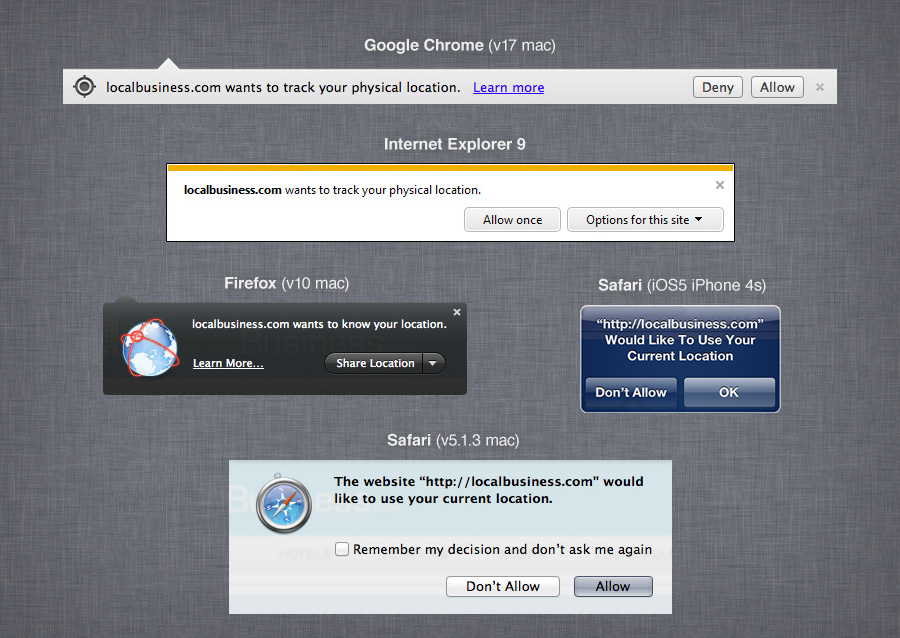 Google Chrome (v17 mac)
localbusiness.com wants to track your physical location. Learn more Deny Allow ×
Internet Explorer 9
localbusiness.com wants to track your physical location. ×
Allow once Options for this site
Firefox (v10 mac)
localbusiness.com wants to know your location. ×
Learn More... Share Location
Safari (iOS5 iPhone 4s)
“http://localbusiness.com”
Would Like To Use Your
Current Location
Don’t Allow OK
Safari (v5.1.3 mac)
The website “http://localbusiness.com" would
like to use your current location.
Remember my decision and don’t ask me again
Don’t Allow Allow